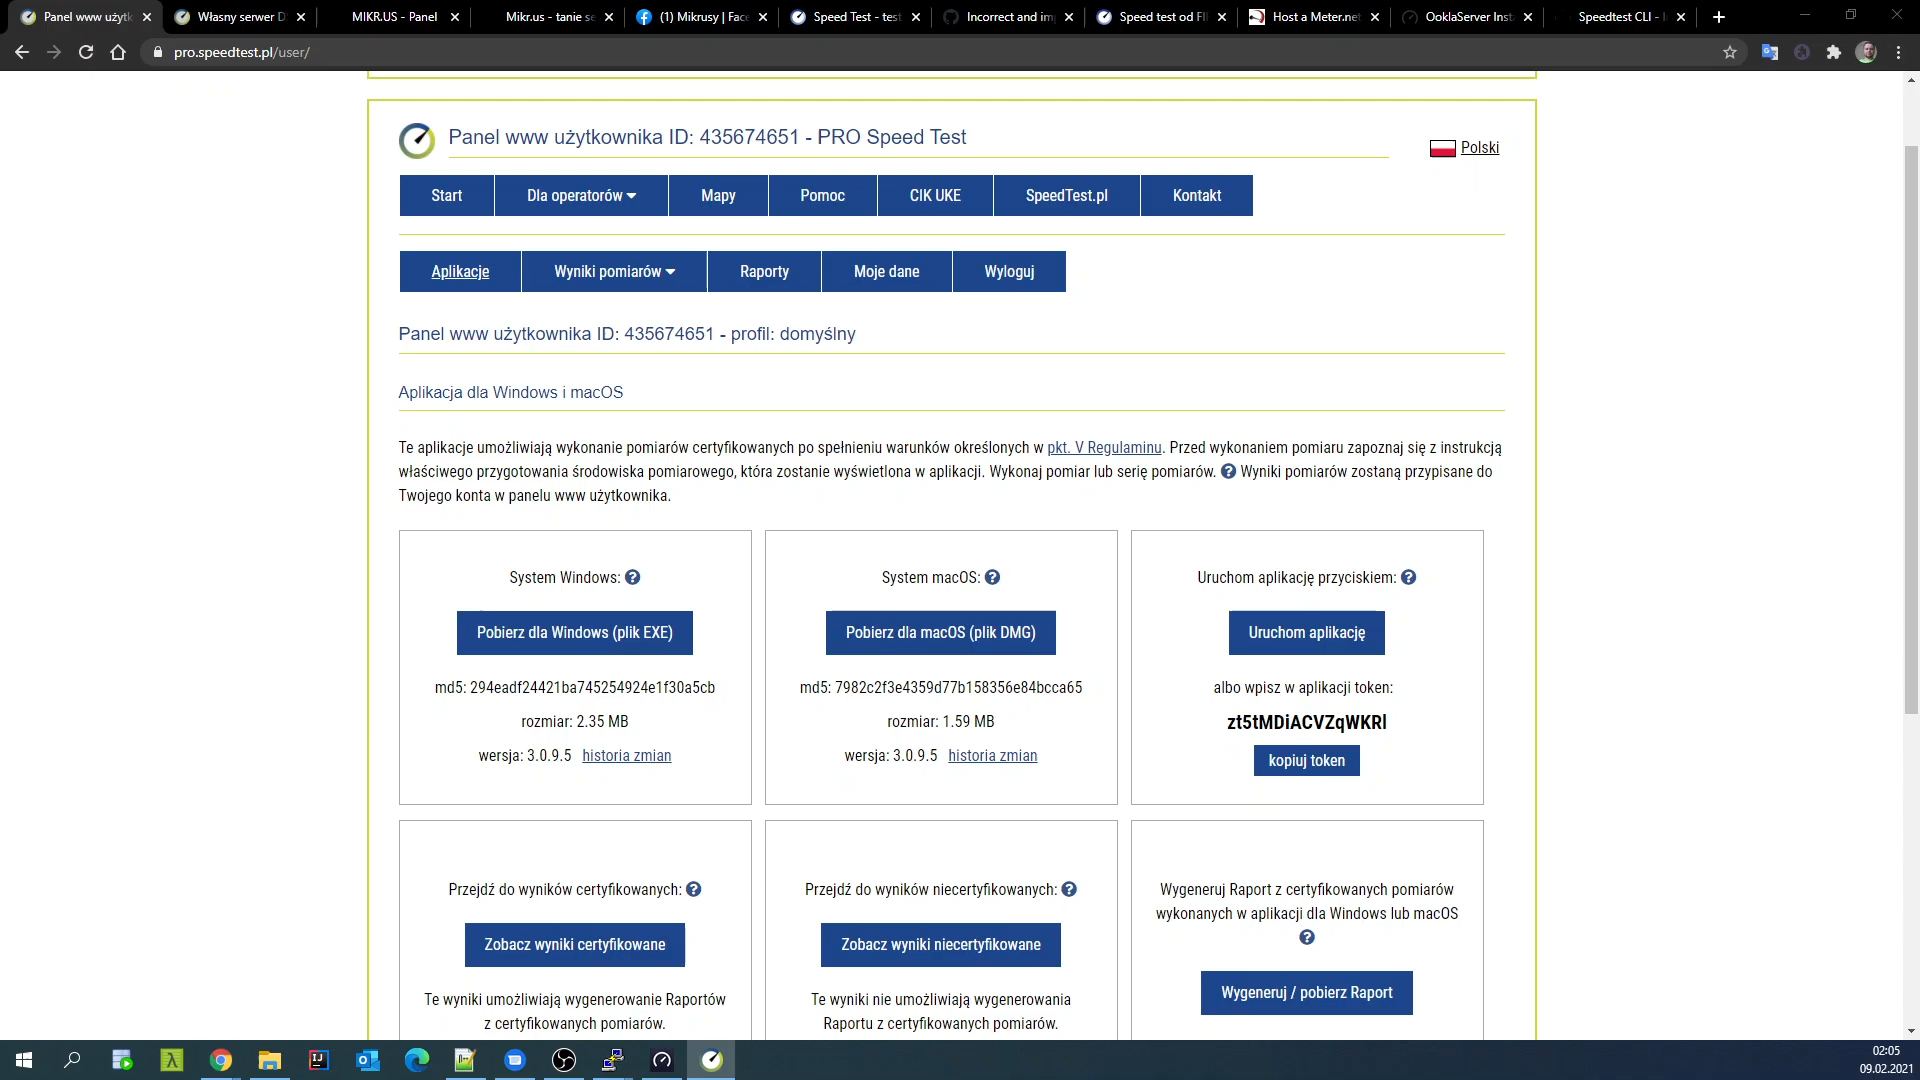 Panel www użytk
Własny serwer D
MIKR.US - Panel
Mikr.us - tanie se
(1) Mikrusy | Face
Speed Test - test
Incorrect and im
Speed test od FI
Host a Meter.net
OoklaServer Inst
Speedtest CLI - I
pro.speedtest.pl/user/
Panel www użytkownika ID: 435674651 - PRO Speed Test
Polski
Start
Dla operatorów
Mapy
Pomoc
CIK UKE
SpeedTest.pl
Kontakt
Aplikacje
Wyniki pomiarów
Raporty
Moje dane
Wyloguj
Panel www użytkownika ID: 435674651 - profil: domyślny
Aplikacja dla Windows i macOS
Te aplikacje umożliwiają wykonanie pomiarów certyfikowanych po spełnieniu warunków określonych w pkt. V Regulaminu. Przed wykonaniem pomiaru zapoznaj się z instrukcją
właściwego przygotowania środowiska pomiarowego, która zostanie wyświetlona w aplikacji. Wykonaj pomiar lub serię pomiarów. ? Wyniki pomiarów zostaną przypisane do
Twojego konta w panelu www użytkownika.
System Windows: ?
Pobierz dla Windows (plik EXE)
md5: 294eadf24421ba745254924e1f30a5cb
rozmiar: 2.35 MB
wersja: 3.0.9.5 historia zmian
System macOS: ?
Pobierz dla macOS (plik DMG)
md5: 7982c2f3e4359d77b158356e84bcca65
rozmiar: 1.59 MB
wersja: 3.0.9.5 historia zmian
Uruchom aplikację przyciskiem: ?
Uruchom aplikację
albo wpisz w aplikacji token:
zt5tMDiACVZqWKRl
kopiuj token
Przejdź do wyników certyfikowanych: ?
Zobacz wyniki certyfikowane
Te wyniki umożliwiają wygenerowanie Raportów
z certyfikowanych pomiarów.
Przejdź do wyników niecertyfikowanych: ?
Zobacz wyniki niecertyfikowane
Te wyniki nie umożliwiają wygenerowania
Raportu z certyfikowanych pomiarów.
Wygeneruj Raport z certyfikowanych pomiarów
wykonanych w aplikacji dla Windows lub macOS
?
Wygeneruj / pobierz Raport
02:05
09.02.2021